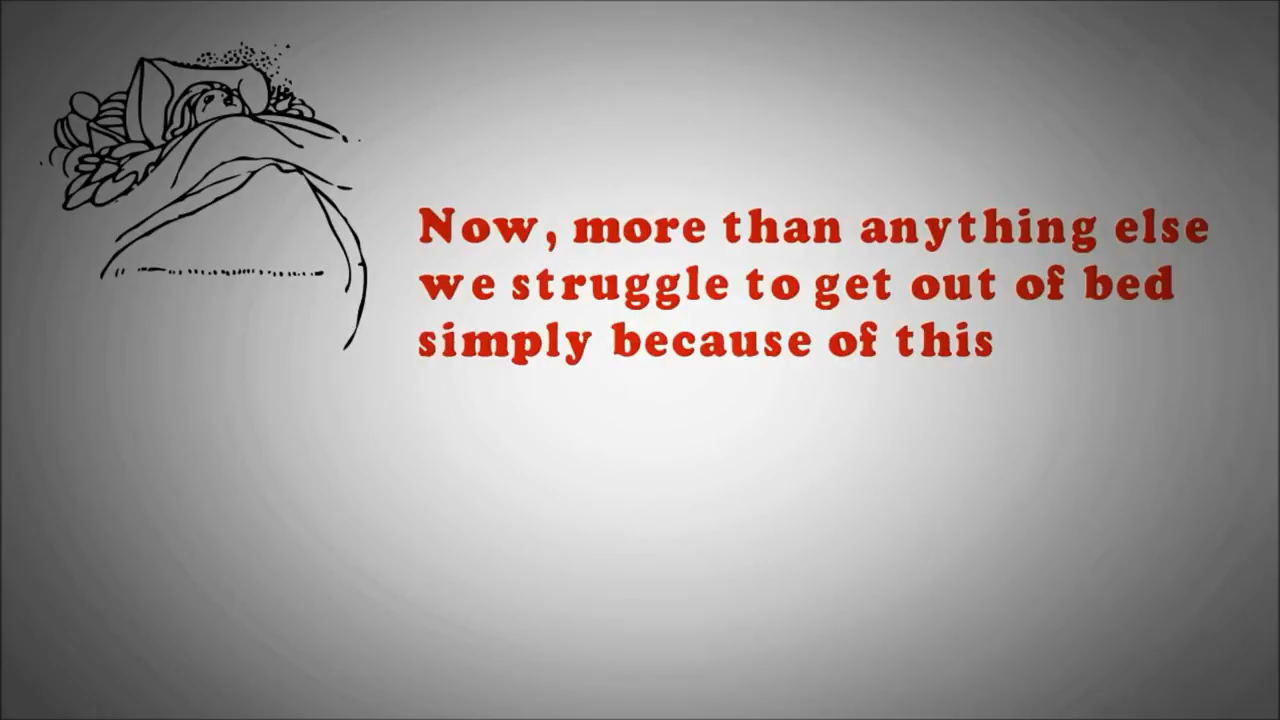 Now, more than anything else
we struggle to get out of bed
simply because of this